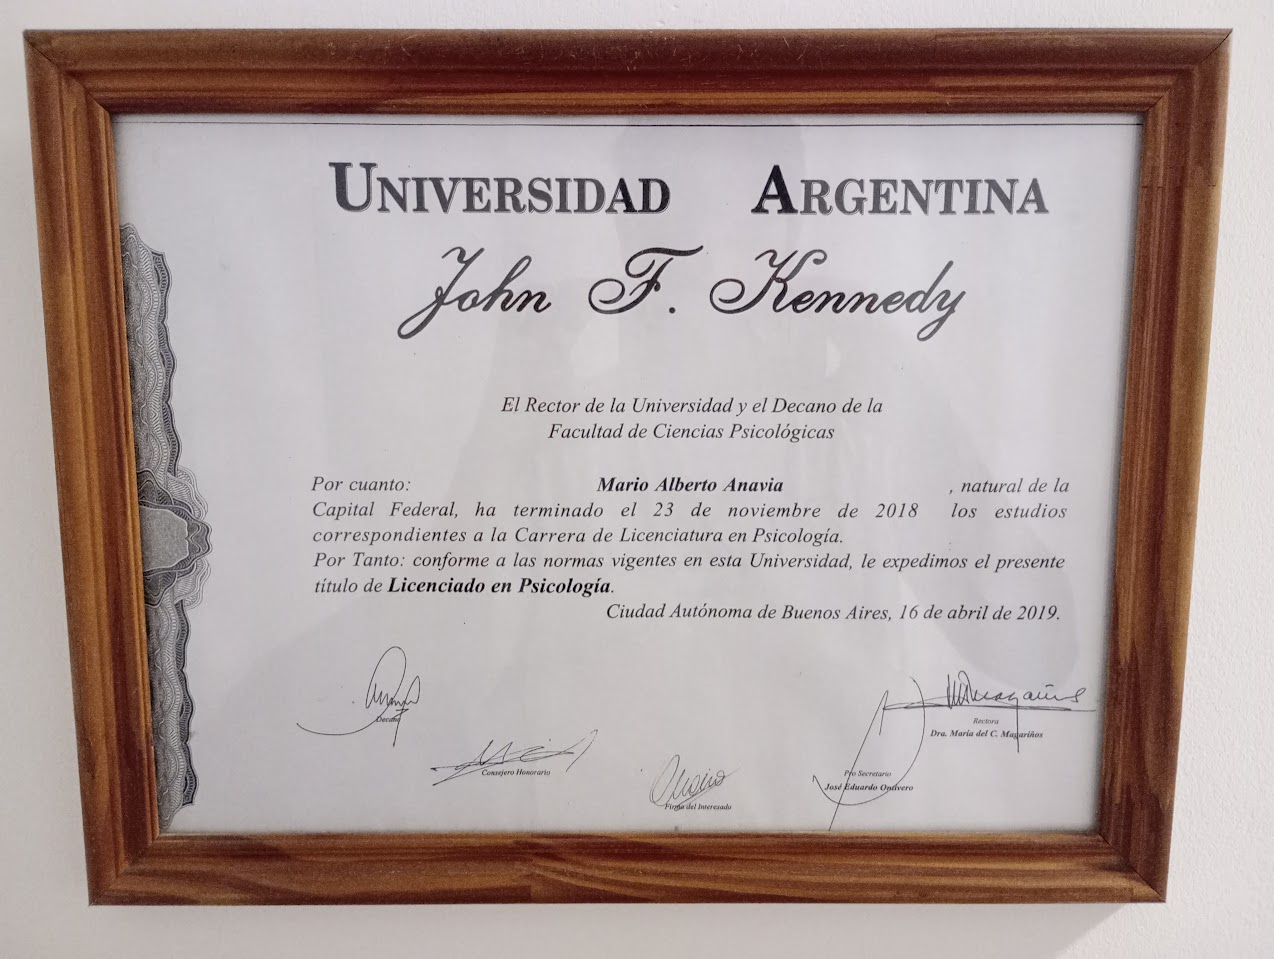 UNIVERSIDAD ARGENTINA
John F. Kennedy
El Rector de la Universidad y el Decano de la
Facultad de Ciencias Psicológicas
Por cuanto: Mario Alberto Anavia , natural de la
Capital Federal, ha terminado el 23 de noviembre de 2018 los estudios
correspondientes a la Carrera de Licenciatura en Psicología.
Por Tanto: conforme a las normas vigentes en esta Universidad, le expedimos el presente
título de Licenciado en Psicología.
Ciudad Autónoma de Buenos Aires, 16 de abril de 2019.
Decano
Consejero Honorario
Firma del Interesado
Pro Secretario
José Eduardo Ontivero
Rectora
Dra. María del C. Magariños